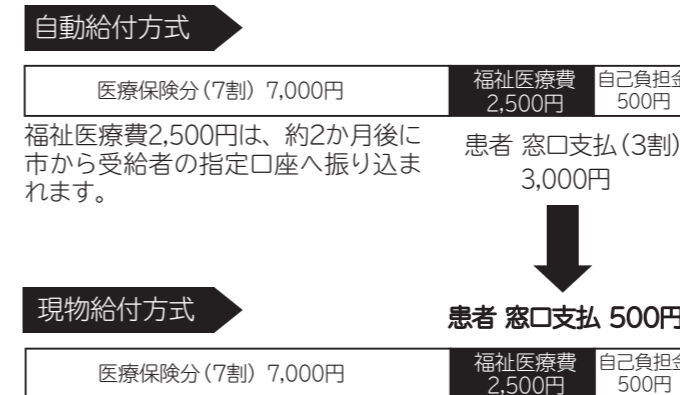 自動給付方式
医療保険分(7割) 7,000円
福祉医療費
2,500円
自己負担金
500円
福祉医療費2,500円は、約2か月後に
市から受給者の指定口座へ振り込ま
れます。
患者 窓口支払(3割)
3,000円
現物給付方式
患者 窓口支払 500円
医療保険分(7割) 7,000円
福祉医療費
2,500円
自己負担金
500円